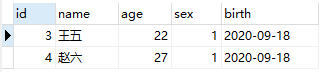 id name age sex birth
3 王五 22 1 2020-09-18
4 赵六 27 1 2020-09-18